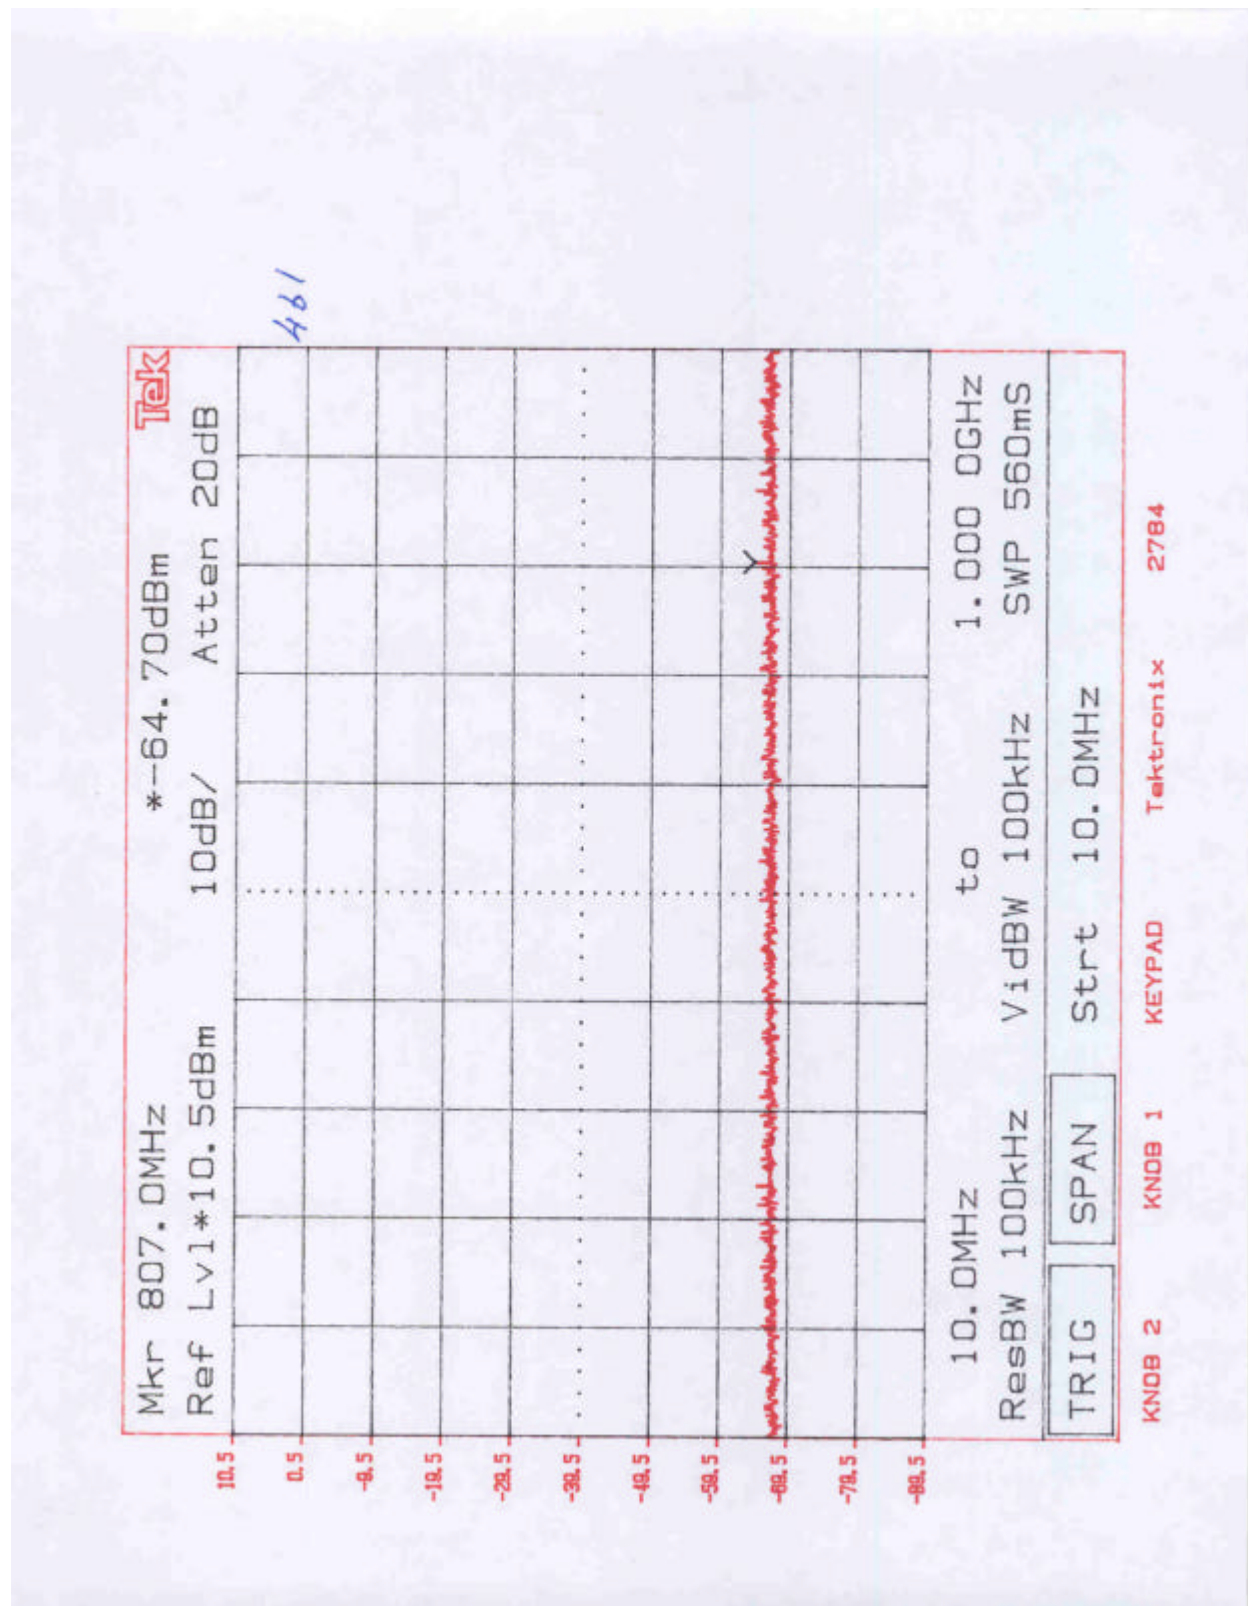 Mkr 807.0MHz *-64.70dBm Tek
Ref Lvl*10.5dBm 10dB/ Atten 20dB
461
10.5
0.5
-9.5
-19.5
-29.5
-39.5
-49.5
-59.5
-69.5
-79.5
-89.5
10.0MHz to 1.000 0GHz
ResBW 100kHz VidBW 100kHz SWP 560mS
TRIG SPAN Strt 10.0MHz
KNOB 2 KNOB 1 KEYPAD Tektronix 2784